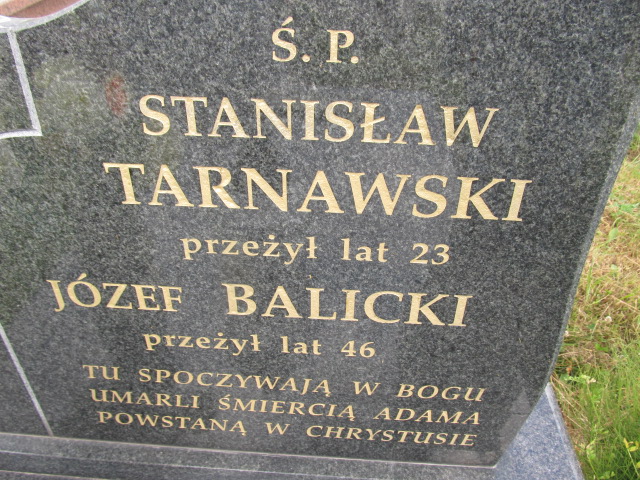 Ś. P.
STANISŁAW
TARNAWSKI
przeżył lat 23
JÓZEF BALICKI
przeżył lat 46
TU SPOCZYWAJĄ W BOGU
UMARLI ŚMIERCIĄ ADAMA
POWSTANĄ W CHRYSTUSIE